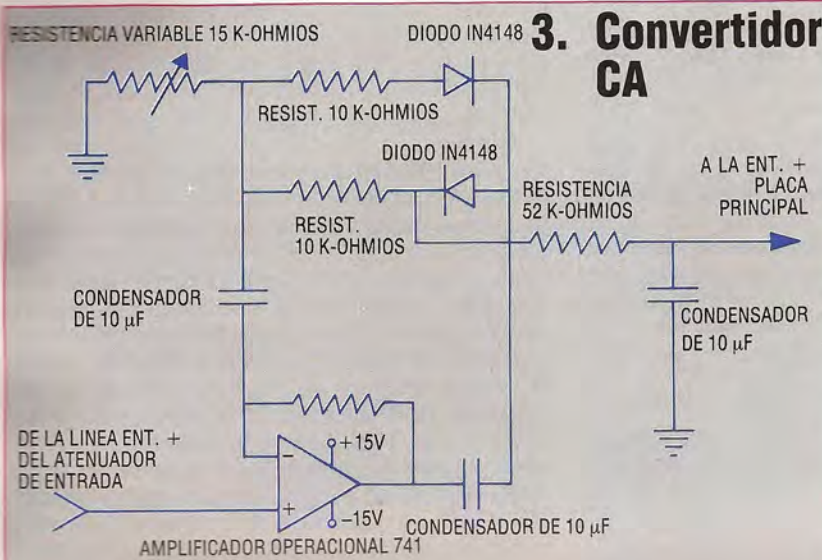 RESISTENCIA VARIABLE 15 K-OHMIOS
DIODO IN4148
3. Convertidor
CA
RESIST. 10 K-OHMIOS
DIODO IN4148
RESIST.
10 K-OHMIOS
RESISTENCIA
52 K-OHMIOS
A LA ENT. +
PLACA
PRINCIPAL
CONDENSADOR
DE 10 µF
CONDENSADOR
DE 10 µF
DE LA LINEA ENT. +
DEL ATENUADOR
DE ENTRADA
+15V
−
+
−15V
CONDENSADOR DE 10 µF
AMPLIFICADOR OPERACIONAL 741